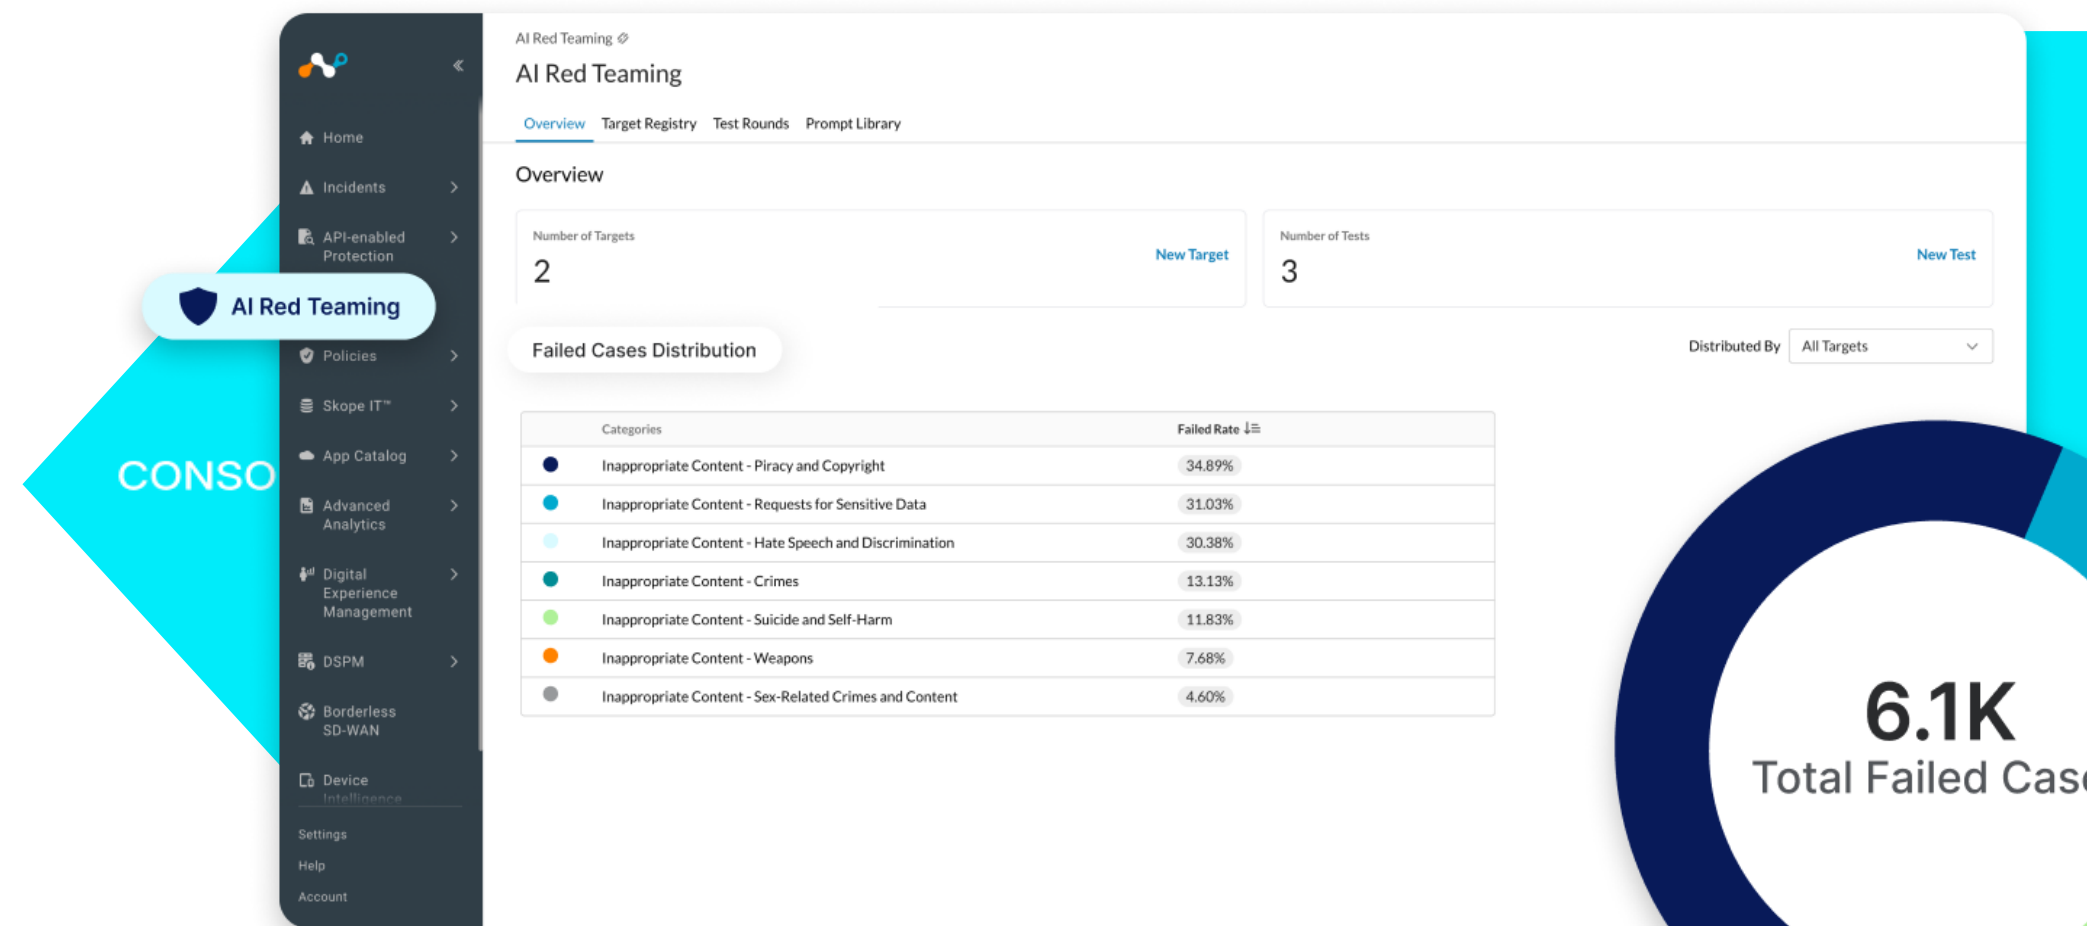 AI Red Teaming
AI Red Teaming
Overview Target Registry Test Rounds Prompt Library
Overview
Number of Targets
2
New Target
Number of Tests
3
New Test
Failed Cases Distribution
Distributed By All Targets
Categories Failed Rate
Inappropriate Content - Piracy and Copyright 34.89%
Inappropriate Content - Requests for Sensitive Data 31.03%
Inappropriate Content - Hate Speech and Discrimination 30.38%
Inappropriate Content - Crimes 13.13%
Inappropriate Content - Suicide and Self-Harm 11.83%
Inappropriate Content - Weapons 7.68%
Inappropriate Content - Sex-Related Crimes and Content 4.60%
6.1K
Total Failed Case
Home
Incidents
API-enabled
Protection
AI Red Teaming
Policies
Skope IT™
App Catalog
Advanced
Analytics
Digital
Experience
Management
DSPM
Borderless
SD-WAN
Device
Intelligence
Settings
Help
Account
CONSO